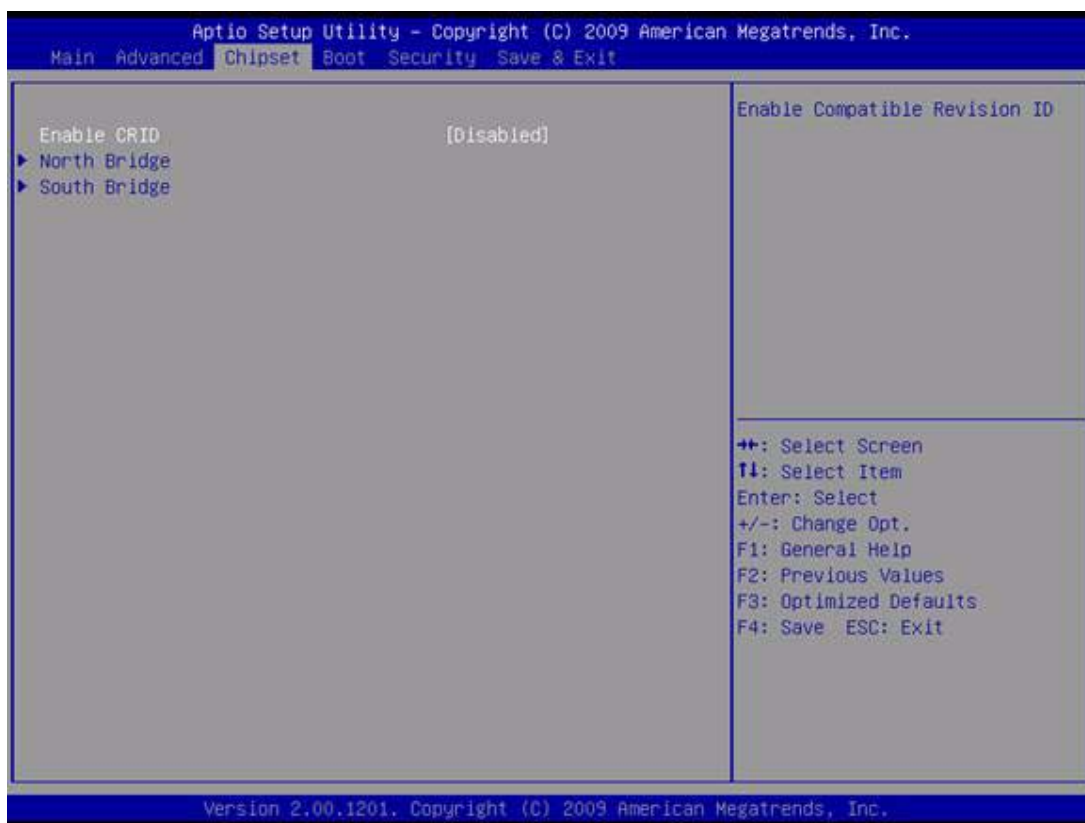 Aptio Setup Utility – Copyright (C) 2009 American Megatrends, Inc.
Main Advanced Chipset Boot Security Save & Exit
Enable CRID [Disabled]
▶ North Bridge
▶ South Bridge
Enable Compatible Revision ID
→←: Select Screen
↑↓: Select Item
Enter: Select
+/-: Change Opt.
F1: General Help
F2: Previous Values
F3: Optimized Defaults
F4: Save ESC: Exit
Version 2.00.1201. Copyright (C) 2009 American Megatrends, Inc.